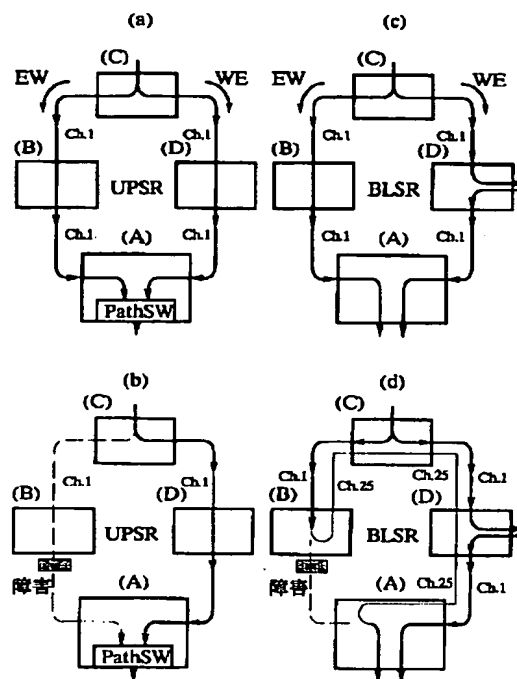 (a)
(C)
EW
WE
Ch.1
Ch.1
(B)
(D)
UPSR
Ch.1
Ch.1
(A)
PathSW
(c)
(C)
EW
WE
Ch.1
Ch.1
(B)
(D)
BLSR
Ch.1
Ch.1
(A)
(b)
(C)
Ch.1
Ch.1
(B)
(D)
UPSR
障害
(A)
PathSW
(d)
(C)
Ch.1
Ch.25
Ch.25
Ch.1
(B)
(D)
BLSR
障害
(A)
Ch.25
Ch.1